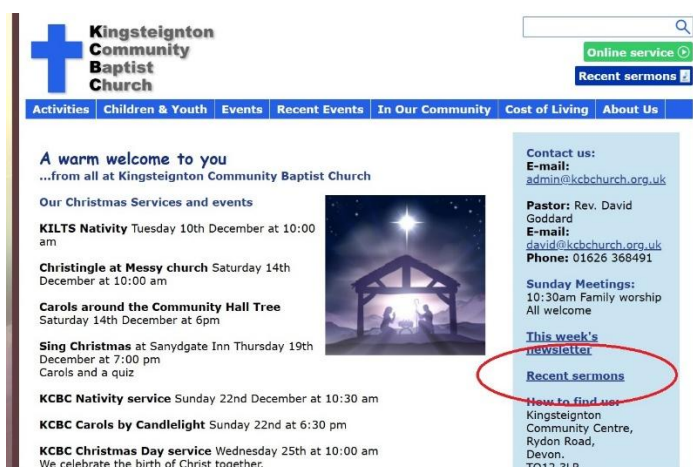 Kingsteignton
Community
Baptist
Church
Online service
Recent sermons
Activities Children & Youth Events Recent Events In Our Community Cost of Living About Us
A warm welcome to you
...from all at Kingsteignton Community Baptist Church
Our Christmas Services and events
KILTS Nativity Tuesday 10th December at 10:00
am
Christingle at Messy church Saturday 14th
December at 10:00 am
Carols around the Community Hall Tree
Saturday 14th December at 6pm
Sing Christmas at Sanydgate Inn Thursday 19th
December at 7:00 pm
Carols and a quiz
KCBC Nativity service Sunday 22nd December at 10:30 am
KCBC Carols by Candlelight Sunday 22nd at 6:30 pm
KCBC Christmas Day service Wednesday 25th at 10:00 am
We celebrate the birth of Christ together.
Contact us:
E-mail:
admin@kcbchurch.org.uk
Pastor: Rev. David
Goddard
E-mail:
david@kcbchurch.org.uk
Phone: 01626 368491
Sunday Meetings:
10:30am Family worship
All welcome
This week's
newsletter
Recent sermons
How to find us:
Kingsteignton
Community Centre,
Rydon Road,
Devon.